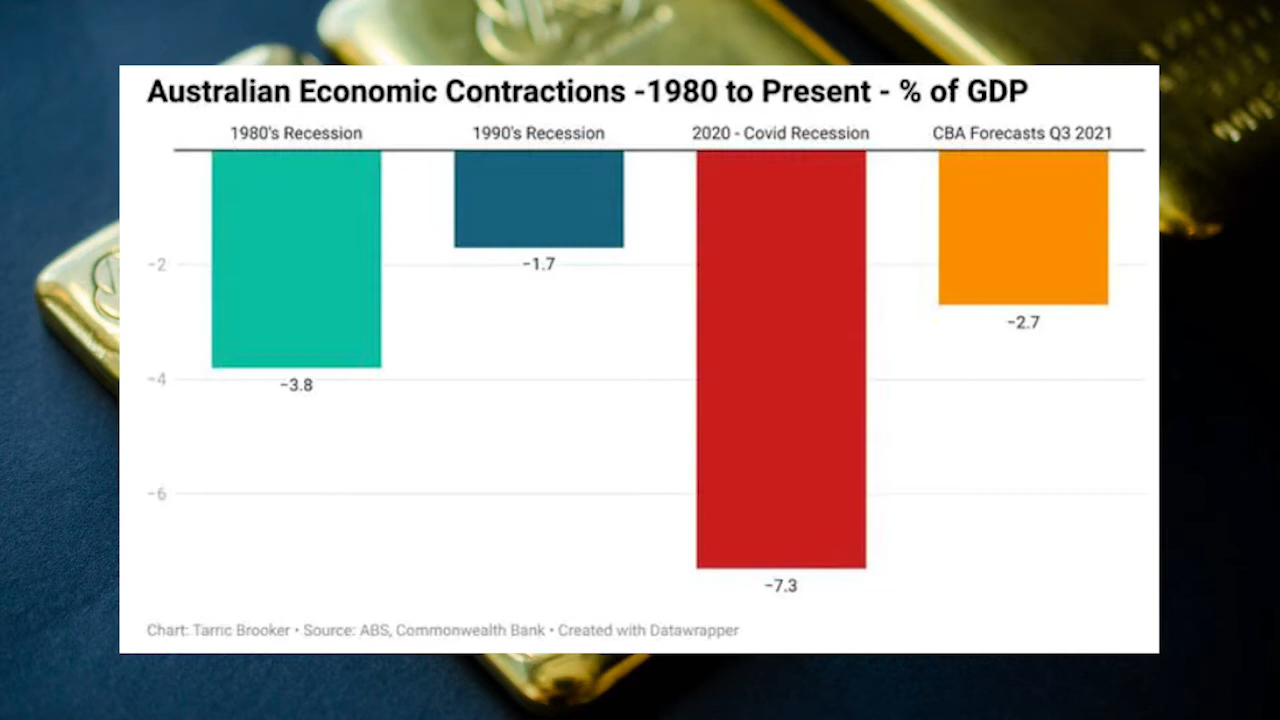 Australian Economic Contractions -1980 to Present - % of GDP
1980's Recession
1990's Recession
2020 - Covid Recession
CBA Forecasts Q3 2021
−2
−4
−6
−3.8
−1.7
−7.3
−2.7
Chart: Tarric Brooker • Source: ABS, Commonwealth Bank • Created with Datawrapper